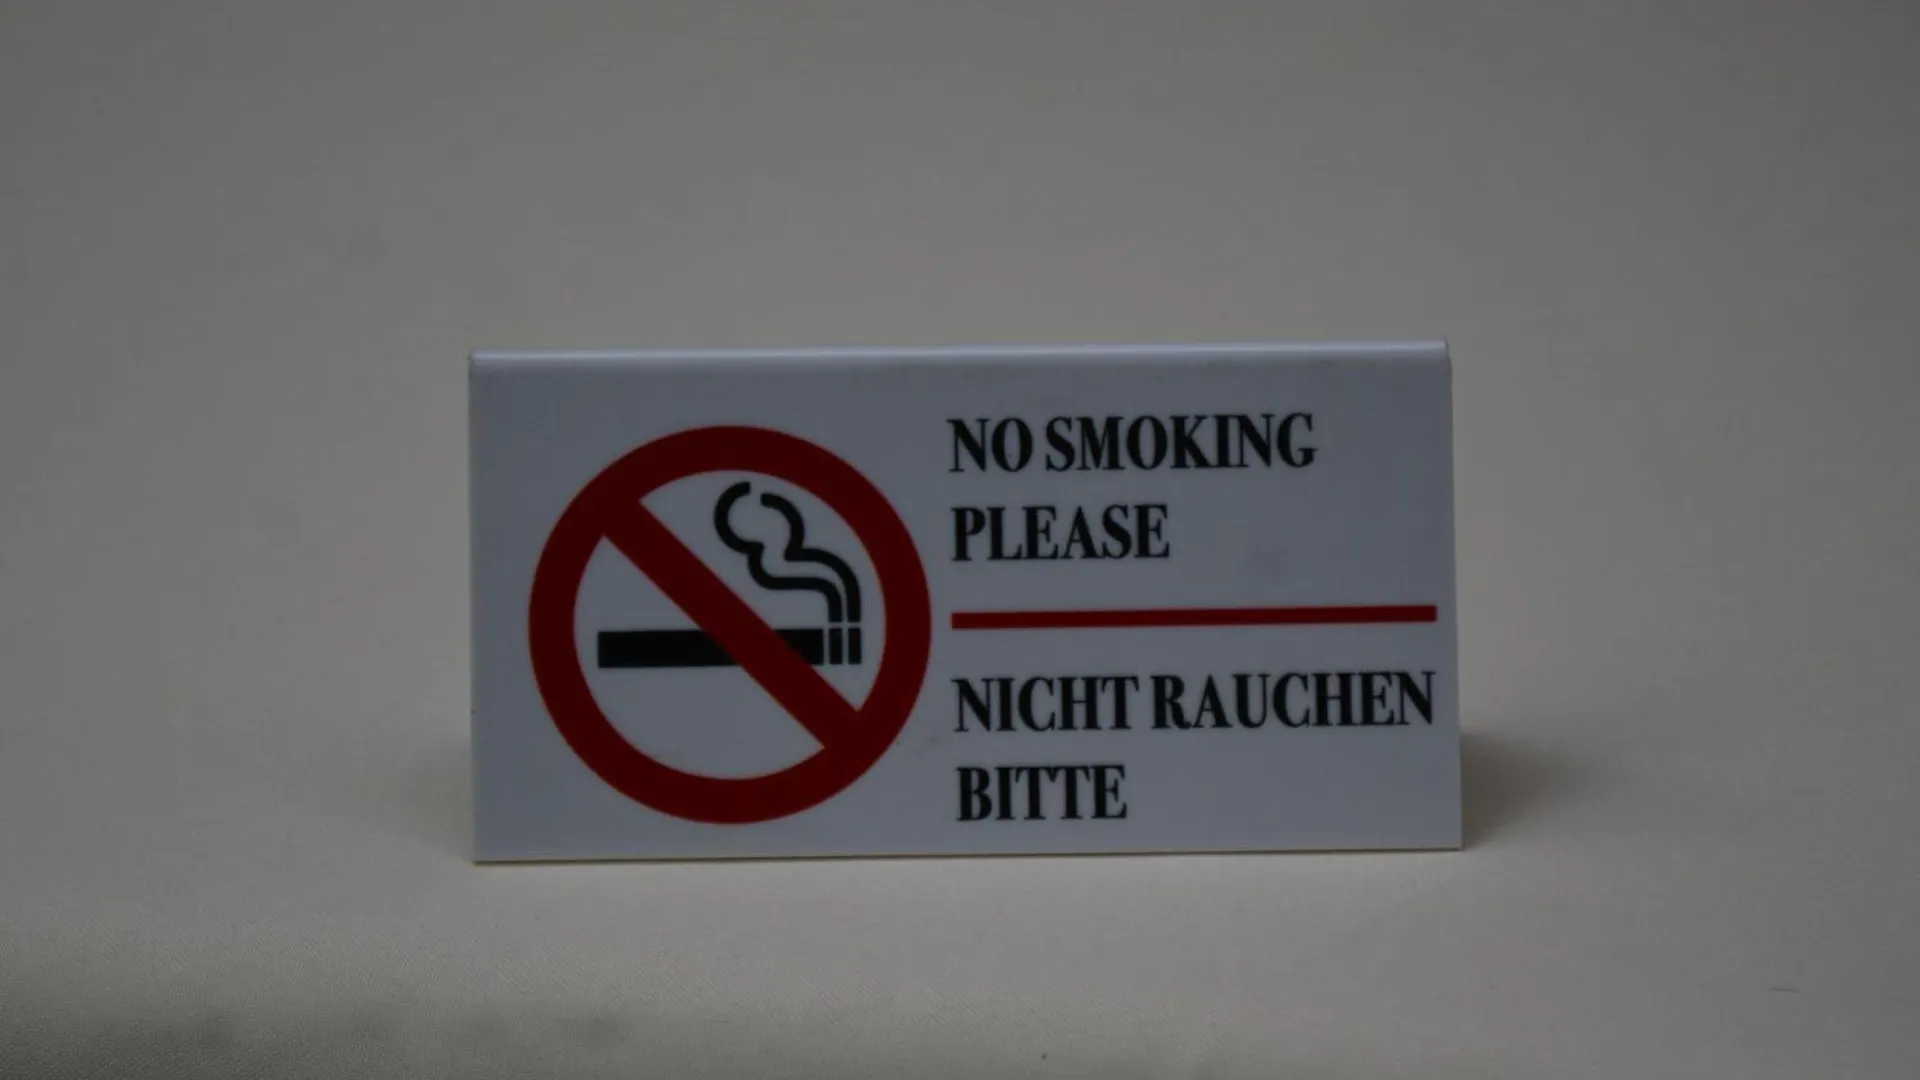 NO SMOKING
PLEASE
NICHT RAUCHEN
BITTE